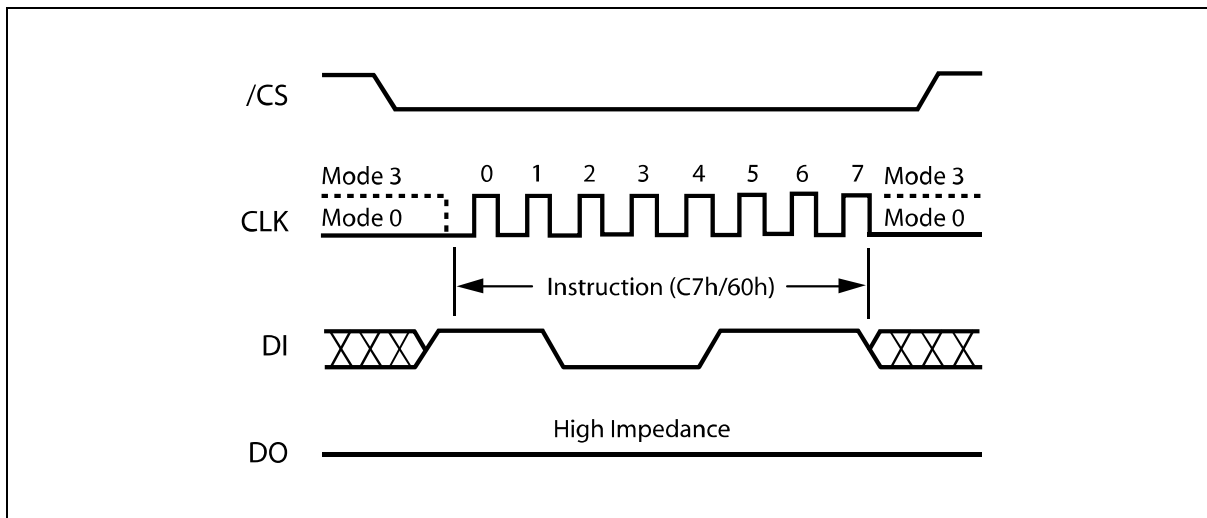 /CS
Mode 3 0 1 2 3 4 5 6 7 Mode 3
CLK Mode 0 Mode 0
Instruction (C7h/60h)
DI
High Impedance
DO